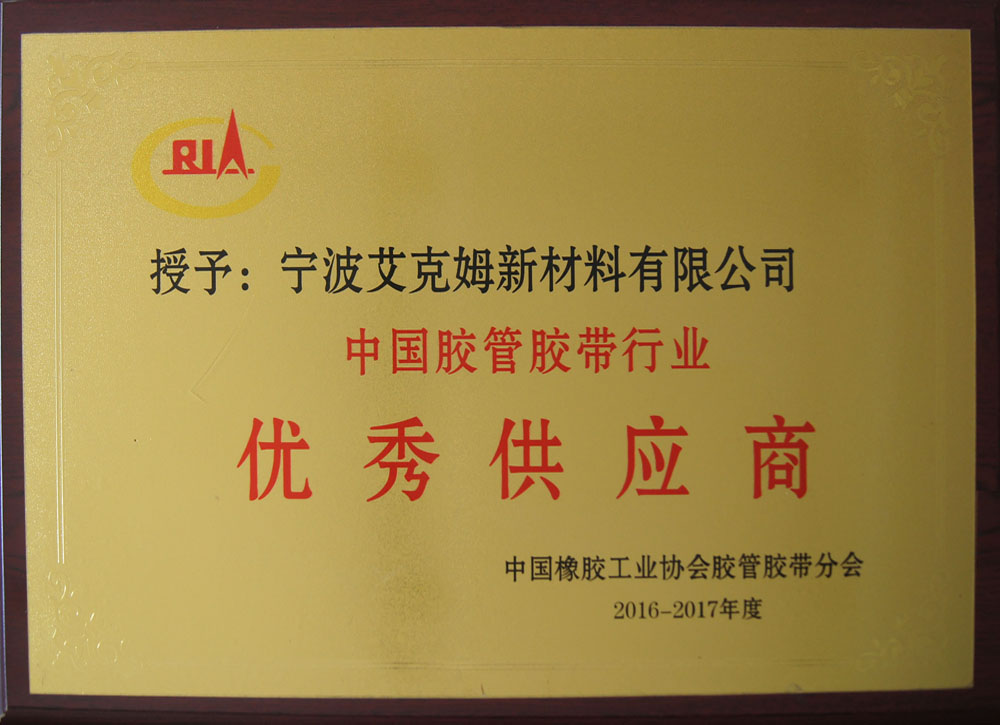 CRIA
授予：宁波艾克姆新材料有限公司
中国胶管胶带行业
优秀供应商
中国橡胶工业协会胶管胶带分会
2016-2017年度